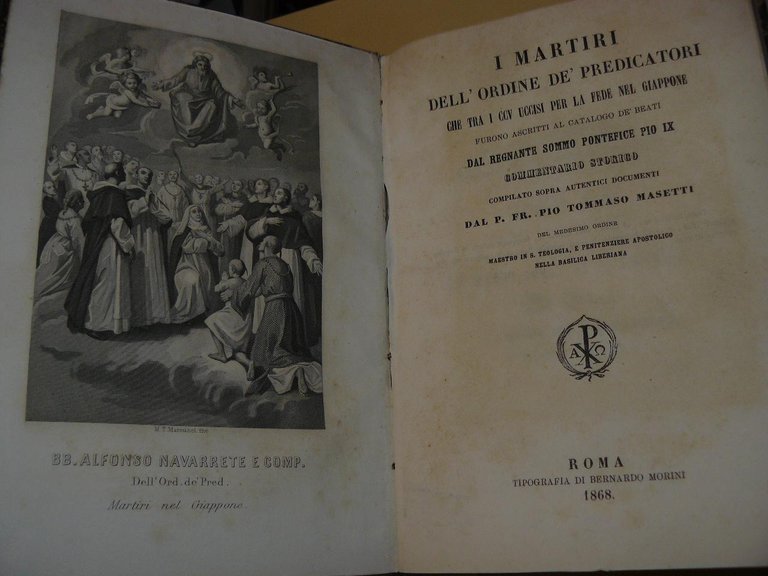 BB. ALFONSO NAVARRETE E COMP.
Dell' Ord. de' Pred.
Martiri nel Giappone
I MARTIRI
DELL' ORDINE DE' PREDICATORI
CHE TRA I CCV UCCISI PER LA FEDE NEL GIAPPONE
FURONO ASCRITTI AL CATALOGO DE' BEATI
DAL REGNANTE SOMMO PONTEFICE PIO IX
COMMENTARIO STORICO
COMPILATO SOPRA AUTENTICI DOCUMENTI
DAL P. FR. PIO TOMMASO MASETTI
DEL MEDESIMO ORDINE
MAESTRO IN S. TEOLOGIA, E PENITENZIERE APOSTOLICO
NELLA BASILICA LIBERIANA
A Ω
ROMA
TIPOGRAFIA DI BERNARDO MORINI
1868.